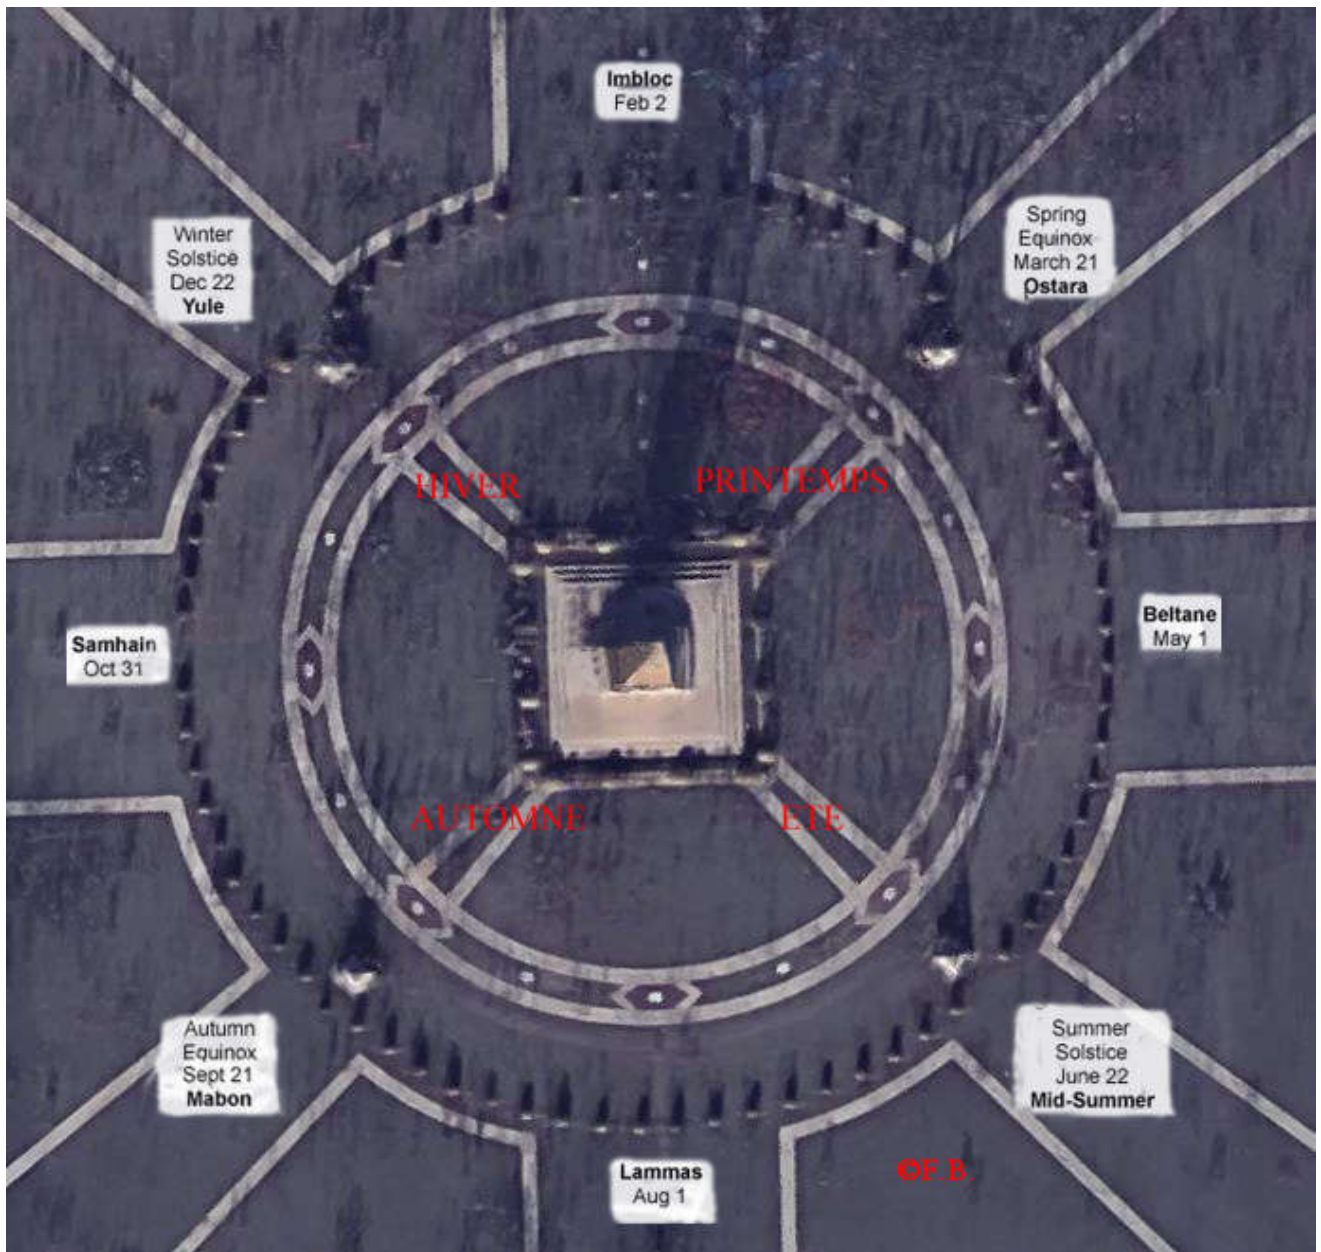 Imbloc
Feb 2
Winter
Solstice
Dec 22
Yule
Spring
Equinox
March 21
Ostara
HIVER
PRINTEMPS
Samhain
Oct 31
Beltane
May 1
AUTOMNE
ETE
Autumn
Equinox
Sept 21
Mabon
Summer
Solstice
June 22
Mid-Summer
Lammas
Aug 1
©F.B.